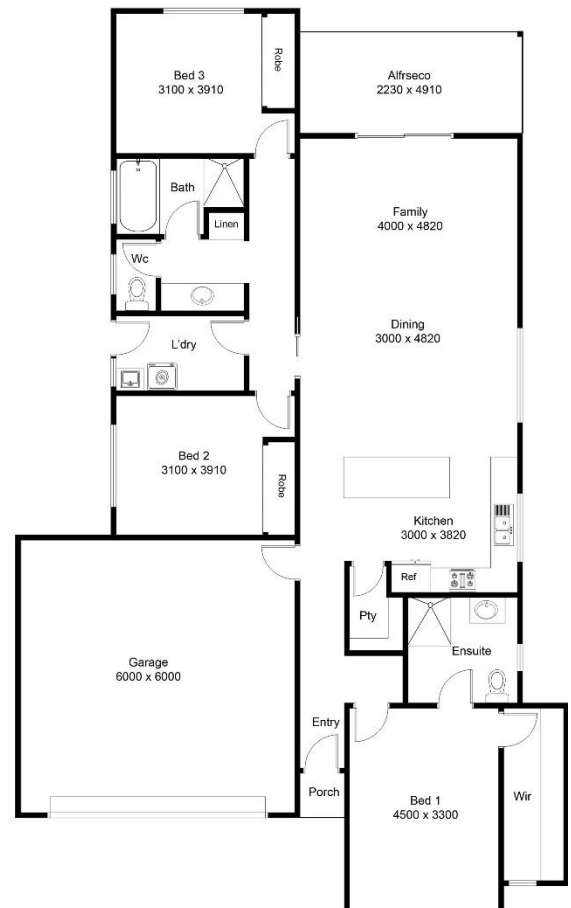 Bed 3
3100 x 3910
Robe
Alfrseco
2230 x 4910
Bath
Linen
Family
4000 x 4820
Wc
Dining
3000 x 4820
L'dry
Bed 2
3100 x 3910
Robe
Kitchen
3000 x 3820
Ref
Pty
Ensuite
Garage
6000 x 6000
Entry
Porch
Bed 1
4500 x 3300
Wir